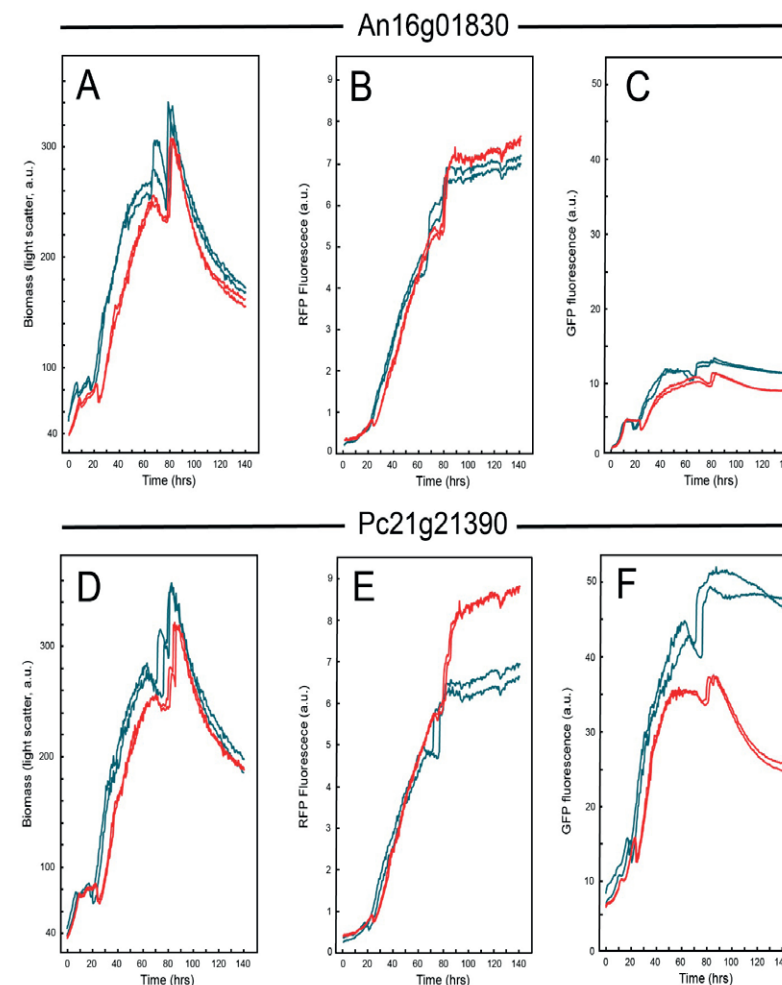 An16g01830
A
B
C
Biomass (light scatter, a.u.)
300
200
100
40
0 20 40 60 80 100 120 140
Time (hrs)
RFP Fluorescece (a.u.)
9
8
7
6
5
4
3
2
1
0
0 20 40 60 80 100 120 140
Time (hrs)
GFP fluorescence (a.u.)
50
40
30
20
10
0
0 20 40 60 80 100 120 140
Time (hrs)
Pc21g21390
D
E
F
Biomass (light scatter, a.u.)
300
200
100
40
0 20 40 60 80 100 120 140
Time (hrs)
RFP Fluorescece (a.u.)
9
8
7
6
5
4
3
2
1
0
0 20 40 60 80 100 120 140
Time (hrs)
GFP fluorescence (a.u.)
50
40
30
20
10
0
0 20 40 60 80 100 120 140
Time (hrs)